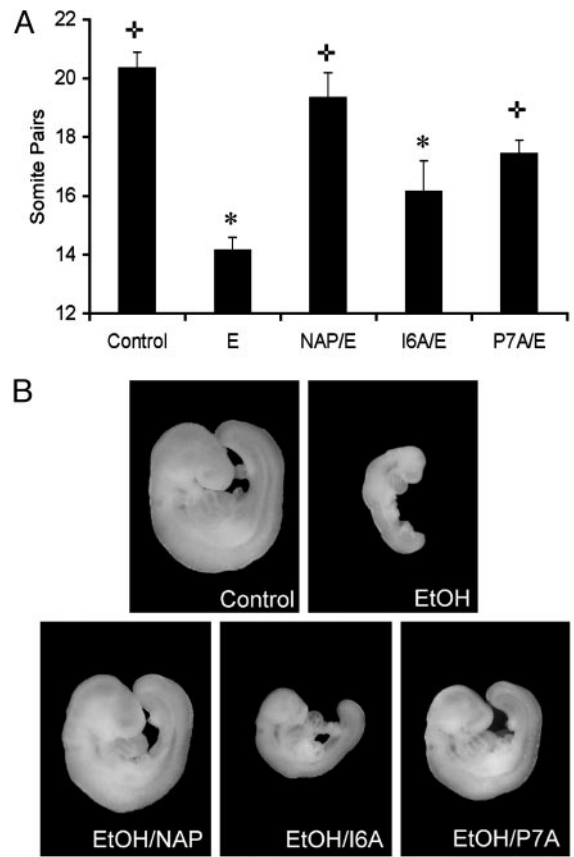 A
Somite Pairs
22
20
18
16
14
12
✢
*
✢
*
✢
Control E NAP/E I6A/E P7A/E
B
Control
EtOH
EtOH/NAP
EtOH/I6A
EtOH/P7A